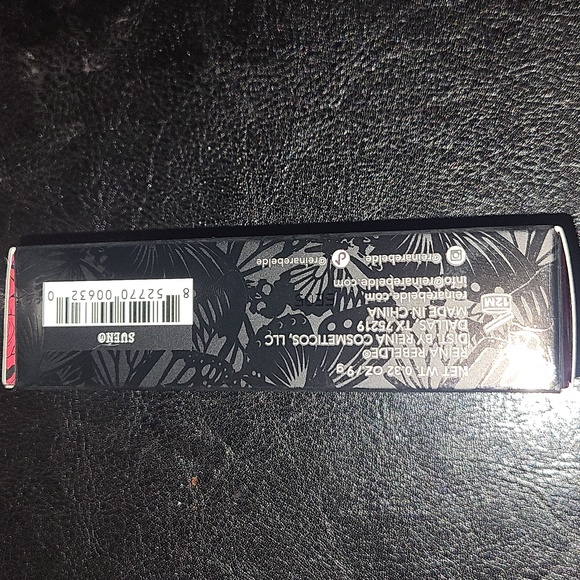 NET WT. 0.32 OZ / 9 g
REINA REBELDE®
DIST. BY REINA COSMETICOS, LLC
DALLAS, TX 75219
MADE IN CHINA
reinarebelde.com
info@reinarebelde.com
@reinarebelde
@reinarebelde
12M
SUEÑO
8 52770 00632 0